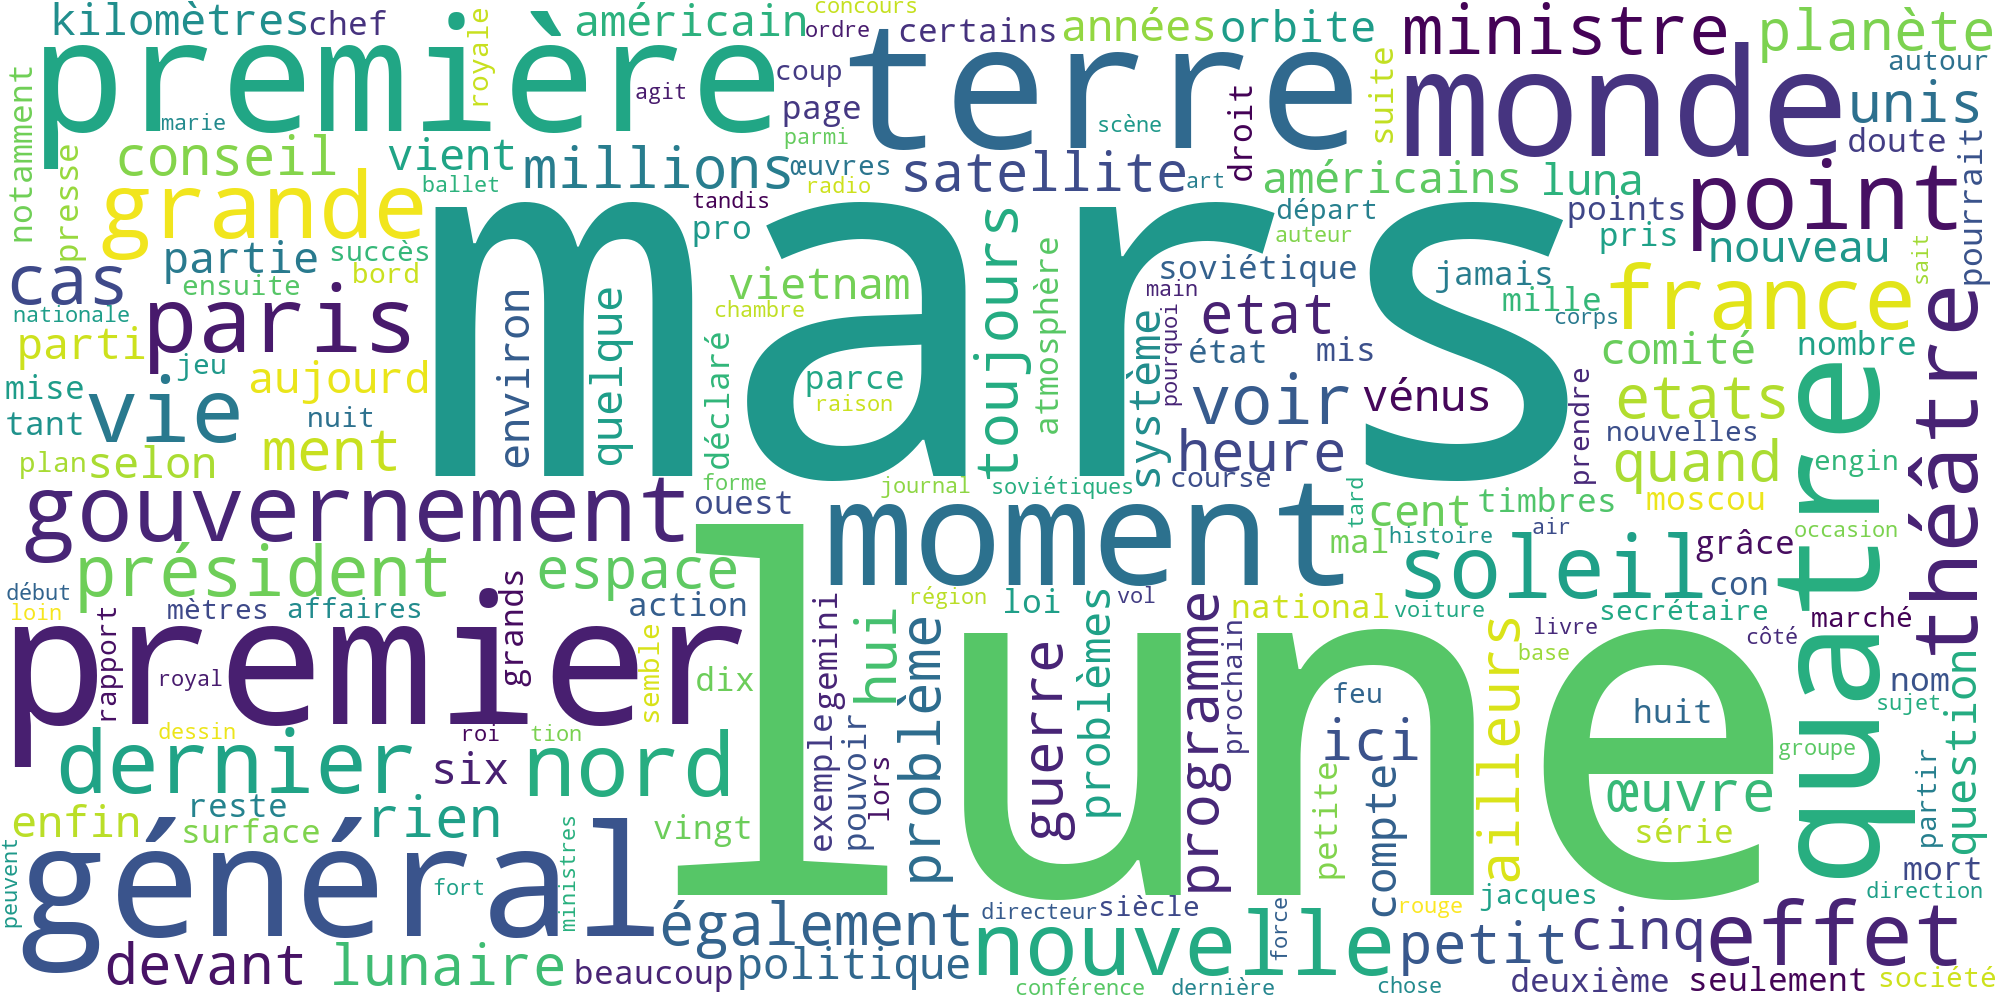 kilomètres
chef
royale
américain
concours
ordre
certains
années
orbite
ministre
planète
première
terre
monde
autour
unis
doute
coup
page
agit
marie
notamment
presse
conseil
vient
millions
parmi
œuvres
radio
satellite
scène
art
droit
suite
américains
luna
points
point
pourrait
grande
ballet
tandis
pro
départ
auteur
pris
nouveau
sait
cas
partie
succès
bord
ensuite
nationale
paris
parti
jeu
mars
vietnam
chambre
toujours
atmosphère
soviétique
main
etat
jamais
mille
corps
france
environ
quelque
déclaré
parce
raison
système
pourquoi
état
mis
comité
nombre
théâtre
mise
tant
vie
aujourd
nuit
ment
plan
selon
voir
vénus
heure
course
prendre
etats
nouvelles
quand
engin
quatre
gouvernement
forme
ouest
journal
soviétiques
moment
tard
cent
timbres
moscou
mal
histoire
air
occasion
président
espace
soleil
grâce
con
début
loin
rapport
mètres
affaires
grands
action
région
loi
vol
national
voiture
secrétaire
marché
premier
royal
semble
dix
gemini
hui
problème
guerre
problèmes
programme
prochain
lune
livre
base
côté
ailleurs
nom
sujet
question
feu
huit
ici
dessin
roi
tion
dernier
six
nord
exemple
pouvoir
lors
groupe
enfin
reste
surface
rien
vingt
petite
compte
œuvre
série
partir
peuvent
général
fort
ministres
mort
direction
jacques
rouge
également
directeur
siècle
force
devant
lunaire
beaucoup
politique
nouvelle
petit
cinq
effet
conférence
dernière
chose
deuxième
seulement
société